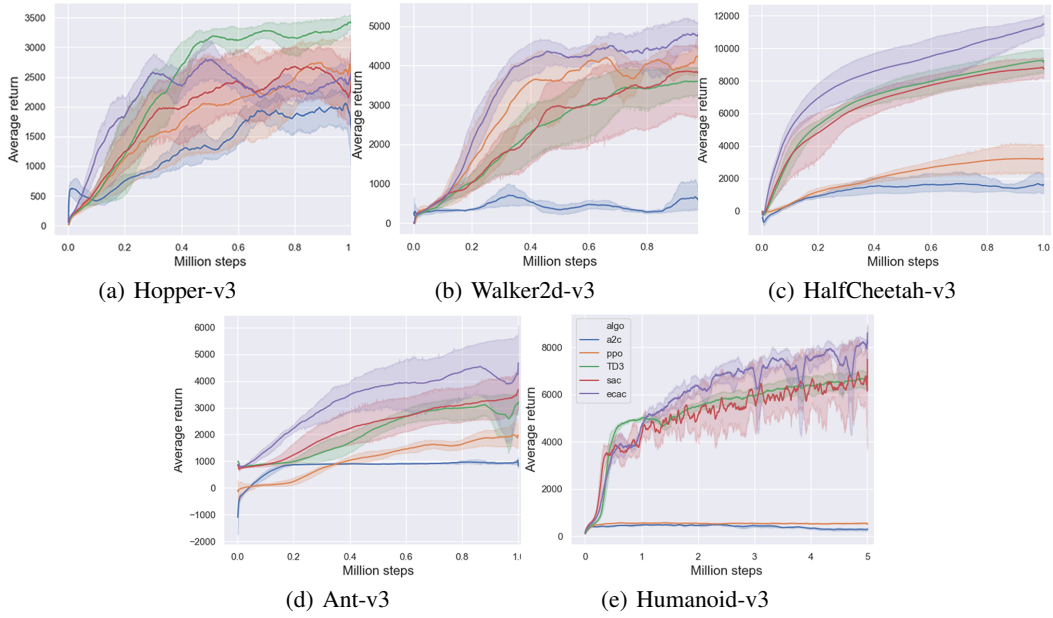 3500
3000
2500
2000
1500
1000
500
0
Average return
0.0 0.2 0.4 0.6 0.8 1
Million steps
(a) Hopper-v3
5000
4000
3000
2000
1000
0
Average return
0.0 0.2 0.4 0.6 0.8
Million steps
(b) Walker2d-v3
12000
10000
8000
6000
4000
2000
0
Average return
0.0 0.2 0.4 0.6 0.8 1.0
Million steps
(c) HalfCheetah-v3
6000
5000
4000
3000
2000
1000
0
−1000
−2000
Average return
0.0 0.2 0.4 0.6 0.8 1.0
Million steps
(d) Ant-v3
8000
6000
4000
2000
0
Average return
algo
a2c
ppo
TD3
sac
ecac
0 1 2 3 4 5
Million steps
(e) Humanoid-v3